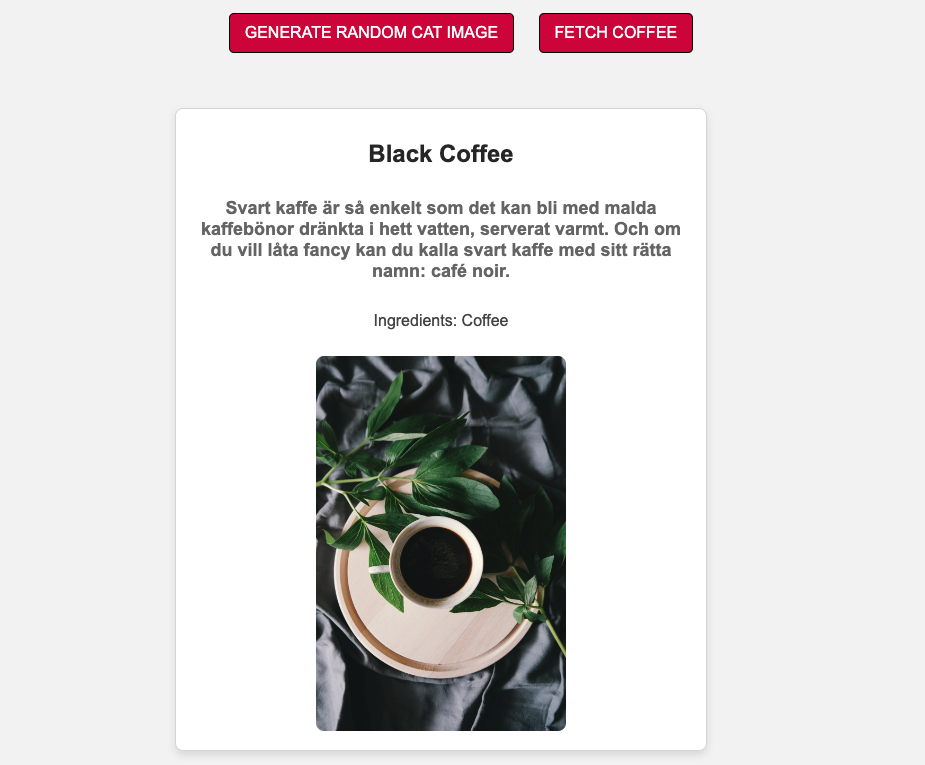 GENERATE RANDOM CAT IMAGE FETCH COFFEE
Black Coffee
Svart kaffe är så enkelt som det kan bli med malda
kaffebönor dränkta i hett vatten, serverat varmt. Och om
du vill låta fancy kan du kalla svart kaffe med sitt rätta
namn: café noir.
Ingredients: Coffee